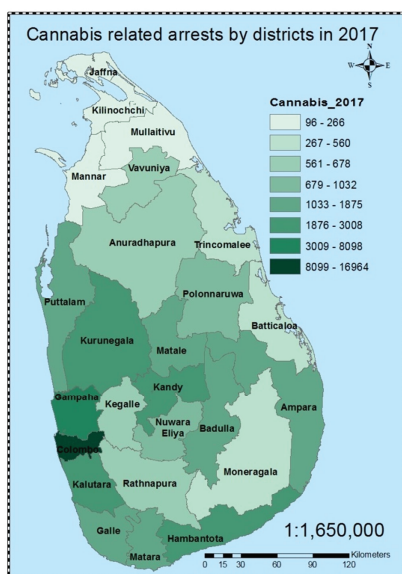 Cannabis related arrests by districts in 2017
N
W E
S
Jaffna
Kilinochchi
Mullaitivu
Vavuniya
Mannar
Anuradhapura
Trincomalee
Polonnaruwa
Puttalam
Batticaloa
Kurunegala
Matale
Kandy
Gampaha
Kegalle
Ampara
Nuwara
Eliya
Badulla
Colombo
Moneragala
Kalutara
Rathnapura
Galle
Hambantota
Matara
Cannabis_2017
96 - 266
267 - 560
561 - 678
679 - 1032
1033 - 1875
1876 - 3008
3009 - 8098
8099 - 16964
1:1,650,000
Kilometers
0 15 30 60 90 120